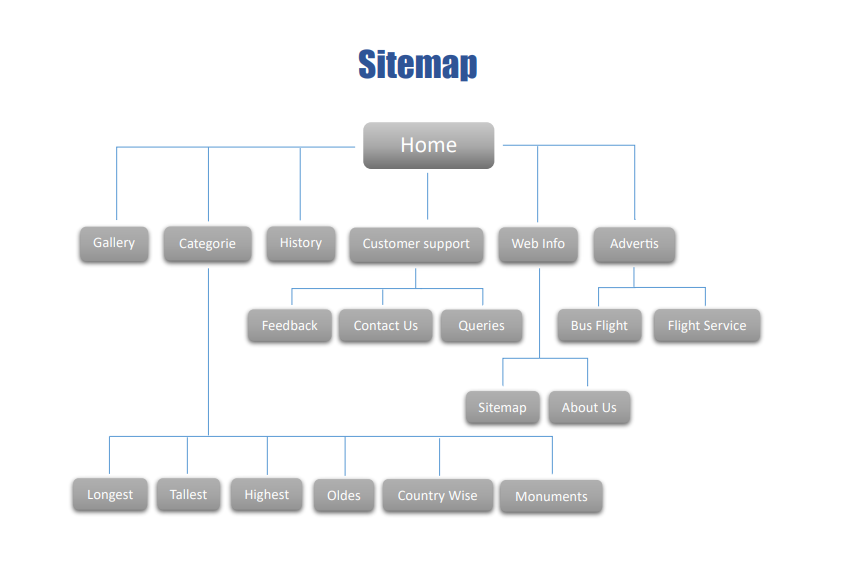 Sitemap
Home
Gallery
Categorie
History
Customer support
Web Info
Advertis
Feedback
Contact Us
Queries
Bus Flight
Flight Service
Sitemap
About Us
Longest
Tallest
Highest
Oldes
Country Wise
Monuments